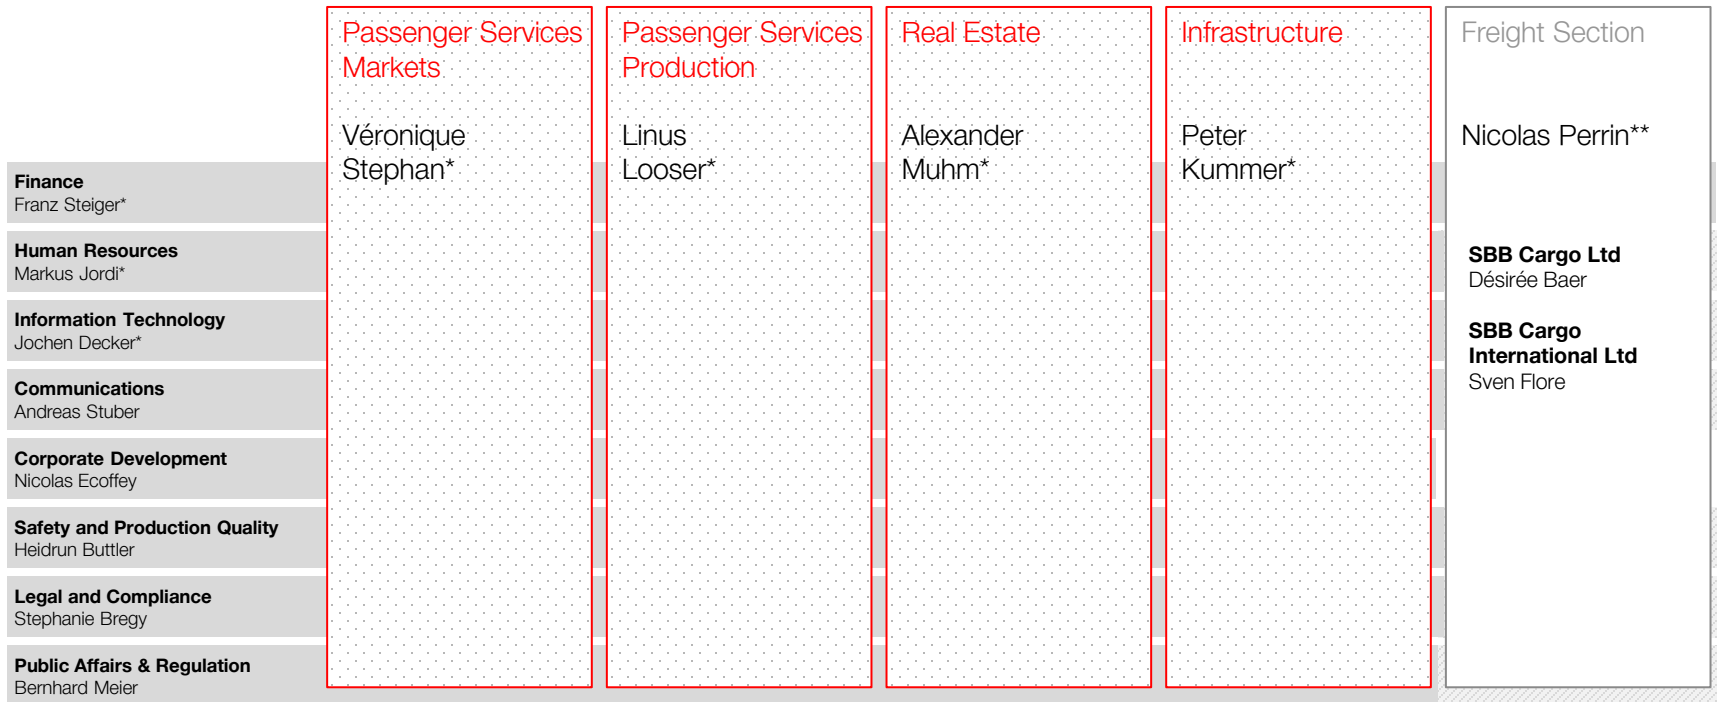 Passenger Services
Markets
Véronique
Stephan*
Passenger Services
Production
Linus
Looser*
Real Estate
Alexander
Muhm*
Infrastructure
Peter
Kummer*
Freight Section
Nicolas Perrin**
SBB Cargo Ltd
Désirée Baer
SBB Cargo
International Ltd
Sven Flore
Finance
Franz Steiger*
Human Resources
Markus Jordi*
Information Technology
Jochen Decker*
Communications
Andreas Stuber
Corporate Development
Nicolas Ecoffey
Safety and Production Quality
Heidrun Buttler
Legal and Compliance
Stephanie Bregy
Public Affairs & Regulation
Bernhard Meier